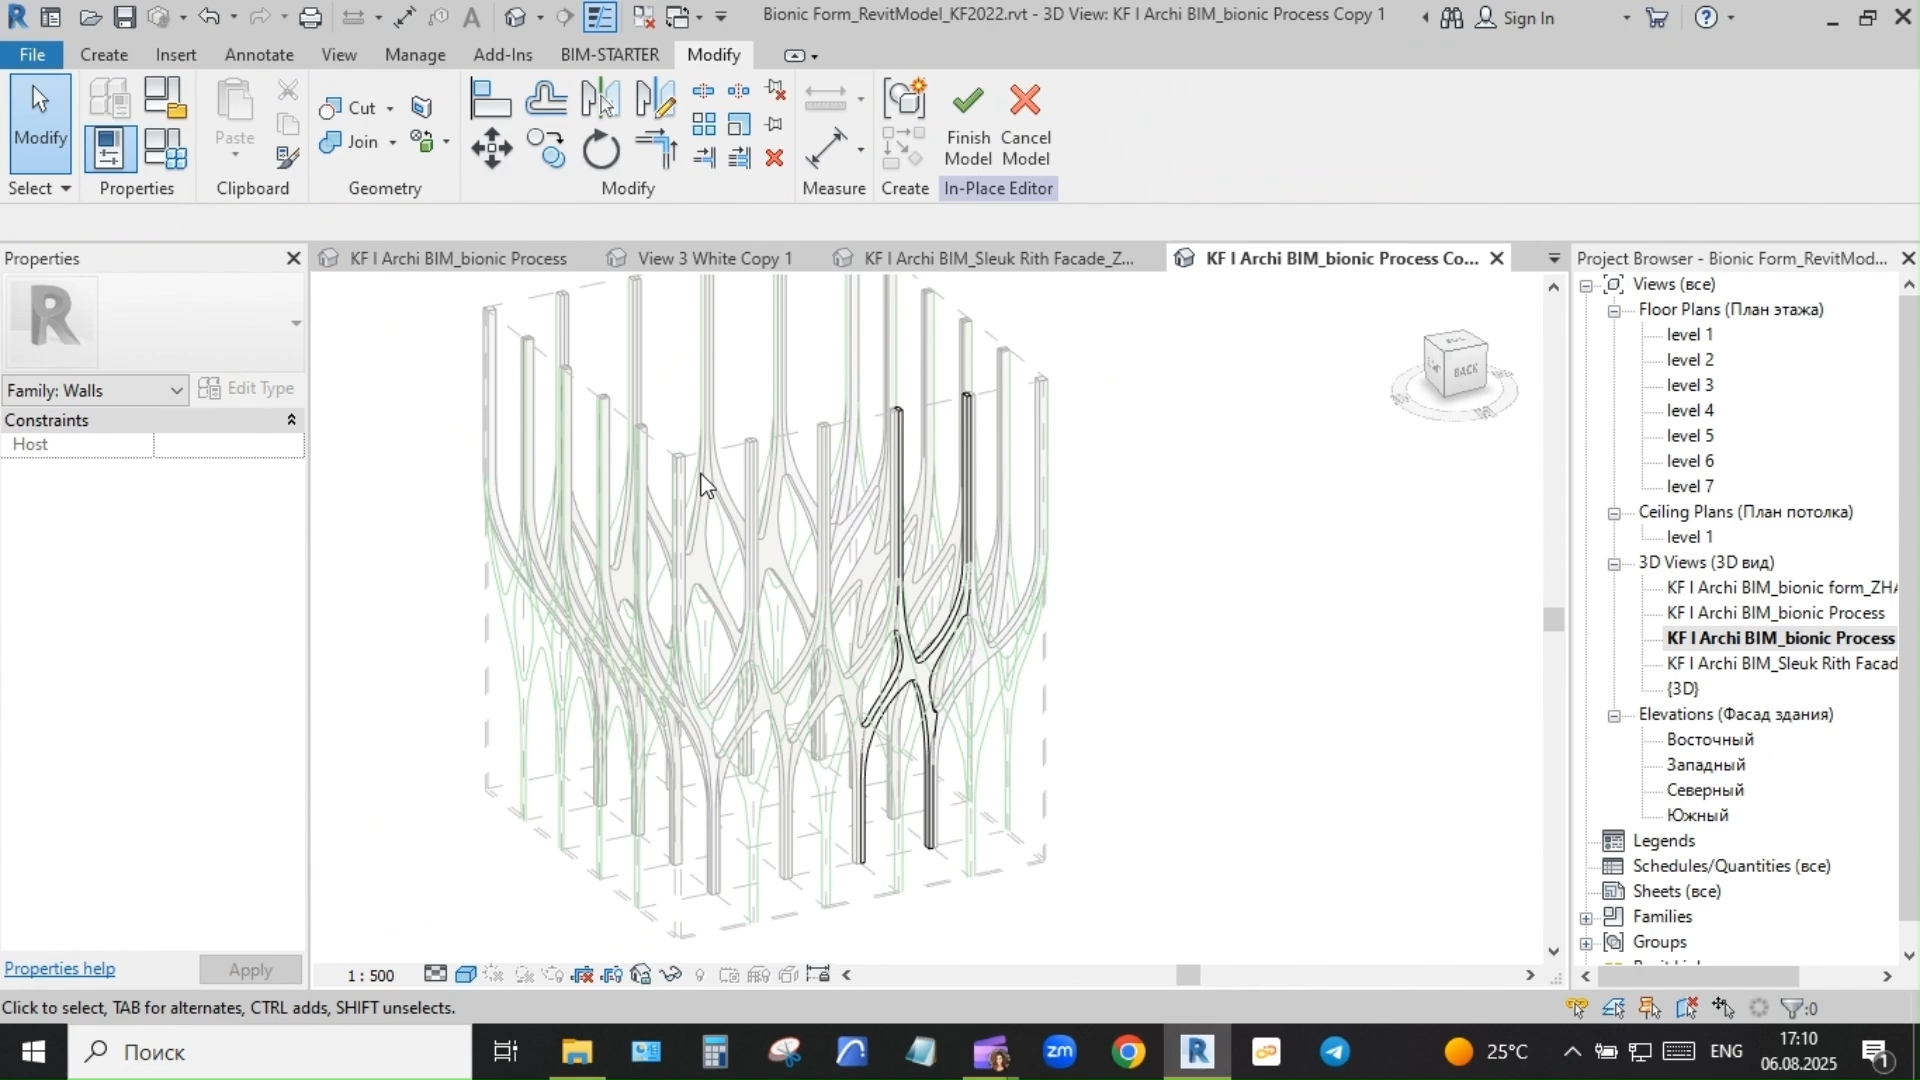 Bionic Form_RevitModel_KF2022.rvt - 3D View: KF I Archi BIM_bionic Process Copy 1
Sign In
File Create Insert Annotate View Manage Add-Ins BIM-STARTER Modify
Modify
Paste
Cut
Join
Finish Model
Cancel Model
Select Properties Clipboard Geometry Modify Measure Create In-Place Editor
Properties
KF I Archi BIM_bionic Process
View 3 White Copy 1
KF I Archi BIM_Sleuk Rith Facade_Z...
KF I Archi BIM_bionic Process Co...
Project Browser - Bionic Form_RevitMod...
Family: Walls
Edit Type
Constraints
Host
BACK
Views (все)
Floor Plans (План этажа)
level 1
level 2
level 3
level 4
level 5
level 6
level 7
Ceiling Plans (План потолка)
level 1
3D Views (3D вид)
KF I Archi BIM_bionic form_ZHA
KF I Archi BIM_bionic Process
KF I Archi BIM_bionic Process
KF I Archi BIM_Sleuk Rith Facad
{3D}
Elevations (Фасад здания)
Восточный
Западный
Северный
Южный
Legends
Schedules/Quantities (все)
Sheets (все)
Families
Groups
Properties help
Apply
1 : 500
Click to select, TAB for alternates, CTRL adds, SHIFT unselects.
:0
Поиск
zm
25°C
ENG
17:10
06.08.2025
1